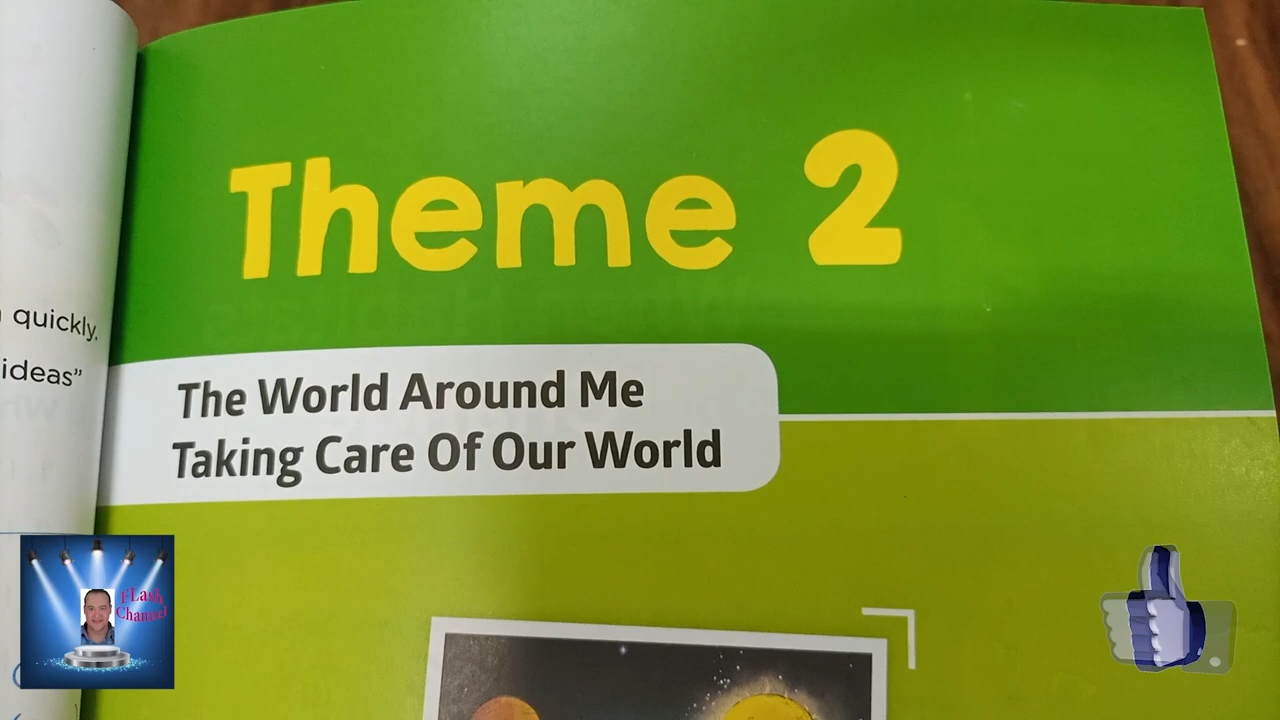 quickly.
ideas”
Theme 2
The World Around Me
Taking Care Of Our World
FLash
Channel